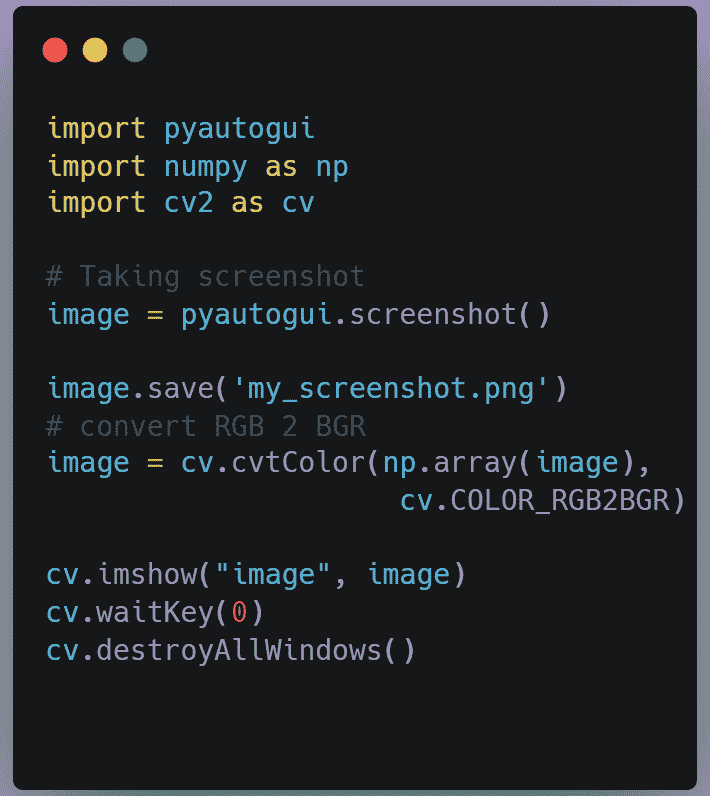 import pyautogui
import numpy as np
import cv2 as cv
# Taking screenshot
image = pyautogui.screenshot()
image.save('my_screenshot.png')
# convert RGB 2 BGR
image = cv.cvtColor(np.array(image),
cv.COLOR_RGB2BGR)
cv.imshow("image", image)
cv.waitKey(0)
cv.destroyAllWindows()